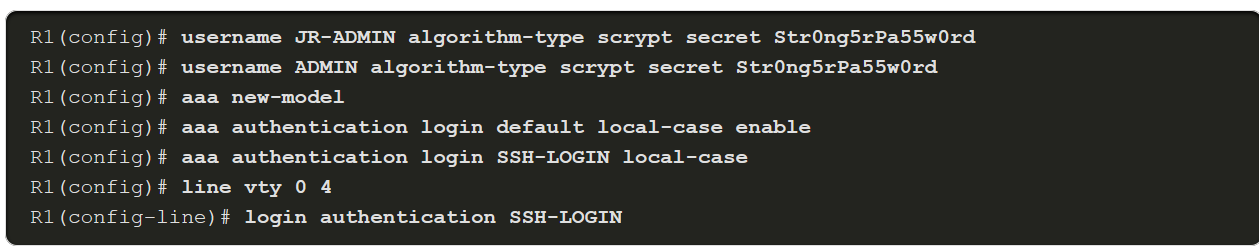 R1(config)# username JR-ADMIN algorithm-type scrypt secret Str0ng5rPa55w0rd
R1(config)# username ADMIN algorithm-type scrypt secret Str0ng5rPa55w0rd
R1(config)# aaa new-model
R1(config)# aaa authentication login default local-case enable
R1(config)# aaa authentication login SSH-LOGIN local-case
R1(config)# line vty 0 4
R1(config-line)# login authentication SSH-LOGIN